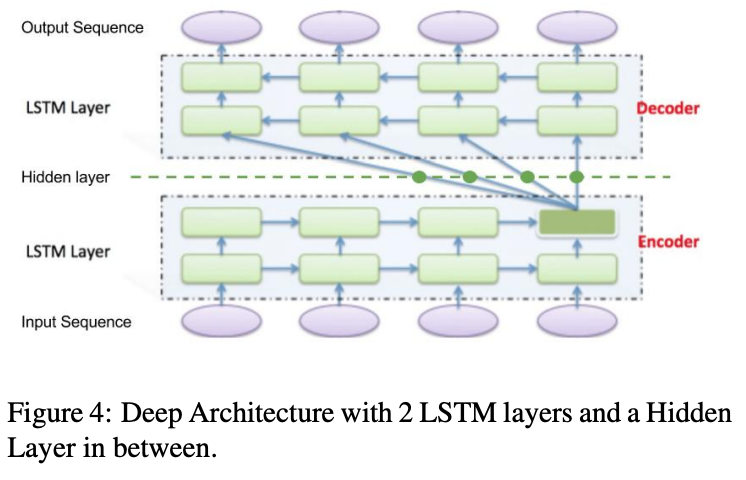 Output Sequence
LSTM Layer
Decoder
Hidden layer
LSTM Layer
Encoder
Input Sequence
Figure 4: Deep Architecture with 2 LSTM layers and a Hidden
Layer in between.